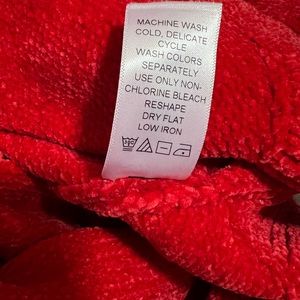 MACHINE WASH
COLD, DELICATE
CYCLE
WASH COLORS
SEPARATELY
USE ONLY NON-
CHLORINE BLEACH
RESHAPE
DRY FLAT
LOW IRON